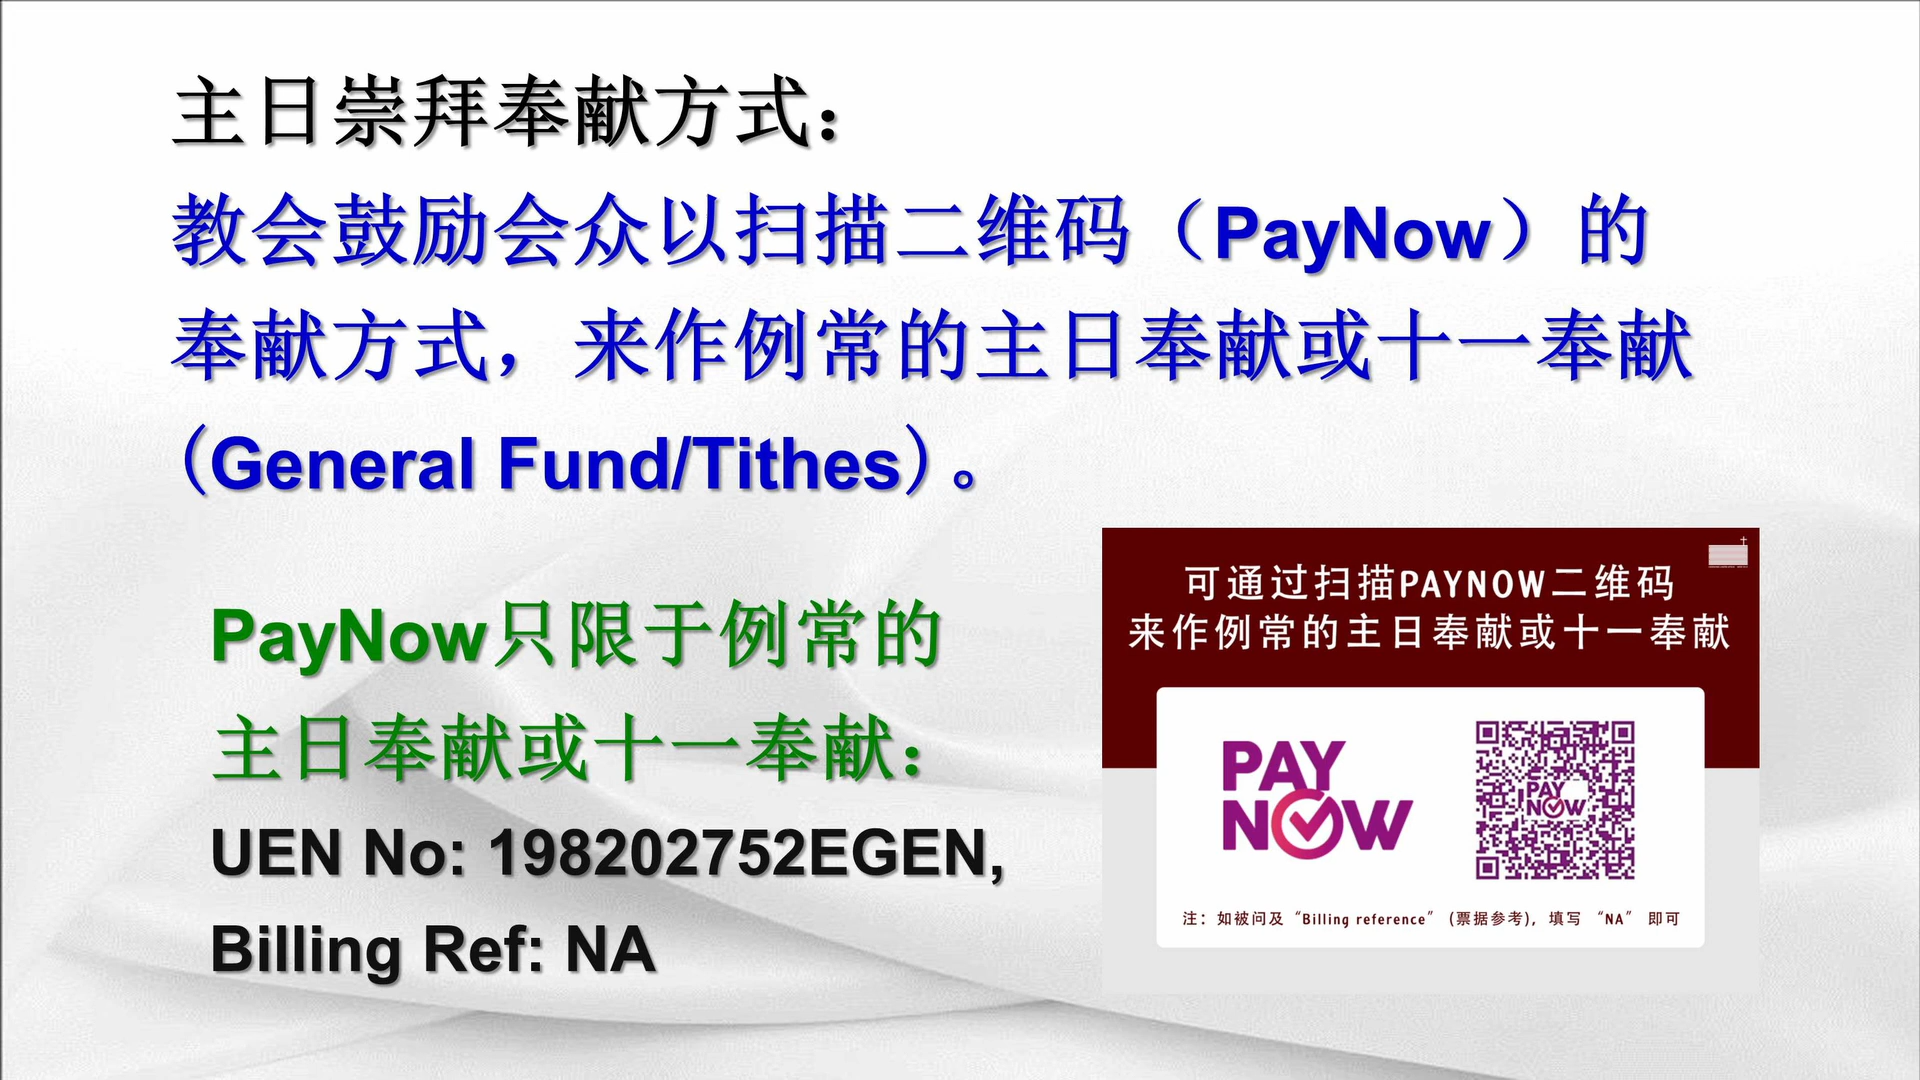 主日崇拜奉献方式：
教会鼓励会众以扫描二维码（PayNow）的
奉献方式，来作例常的主日奉献或十一奉献
(General Fund/Tithes)。
PayNow只限于例常的
主日奉献或十一奉献：
UEN No: 198202752EGEN,
Billing Ref: NA
可通过扫描PAYNOW二维码
来作例常的主日奉献或十一奉献
PAY
NOW
PAY
NOW
注：如被问及“Billing reference”（票据参考)，填写 “NA” 即可